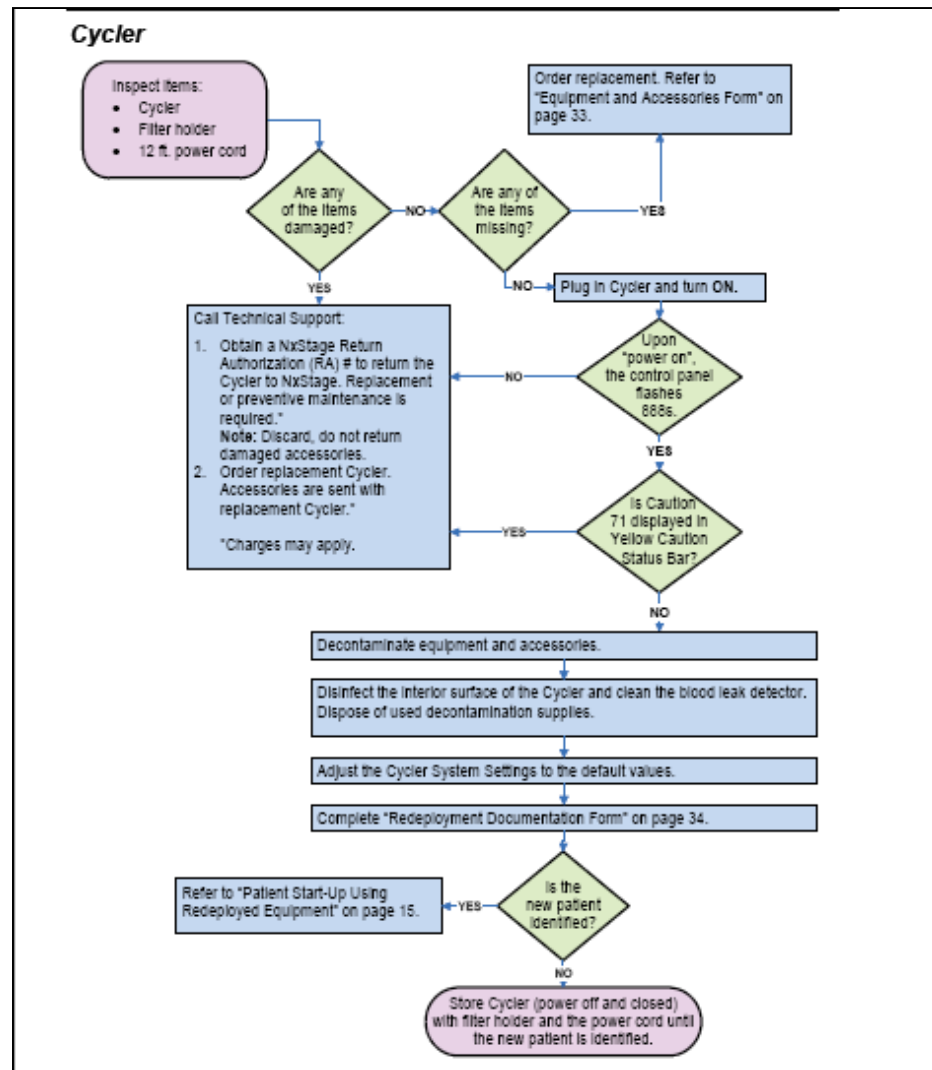 Cycler
Inspect Items:
• Cycler
• Filter holder
• 12 ft. power cord
Order replacement. Refer to
"Equipment and Accessories Form" on
page 33.
Are any
of the Items
damaged?
NO
Are any of
the Items
missing?
YES
YES
NO
Plug in Cycler and turn ON.
Call Technical Support:
1. Obtain a NxStage Return
Authorization (RA) # to return the
Cycler to NxStage. Replacement
or preventive maintenance is
required.*
Note: Discard, do not return
damaged accessories.
2. Order replacement Cycler.
Accessories are sent with
replacement Cycler.*
*Charges may apply.
Upon
"power on",
the control panel
flashes
888s.
NO
YES
Is Caution
71 displayed in
Yellow Caution
Status Bar?
YES
NO
Decontaminate equipment and accessories.
Disinfect the interior surface of the Cycler and clean the blood leak detector.
Dispose of used decontamination supplies.
Adjust the Cycler System Settings to the default values.
Complete "Redeployment Documentation Form" on page 34.
Is the
new patient
Identified?
Refer to "Patient Start-Up Using
Redeployed Equipment" on page 15.
YES
NO
Store Cycler (power off and closed)
with filter holder and the power cord until
the new patient is identified.